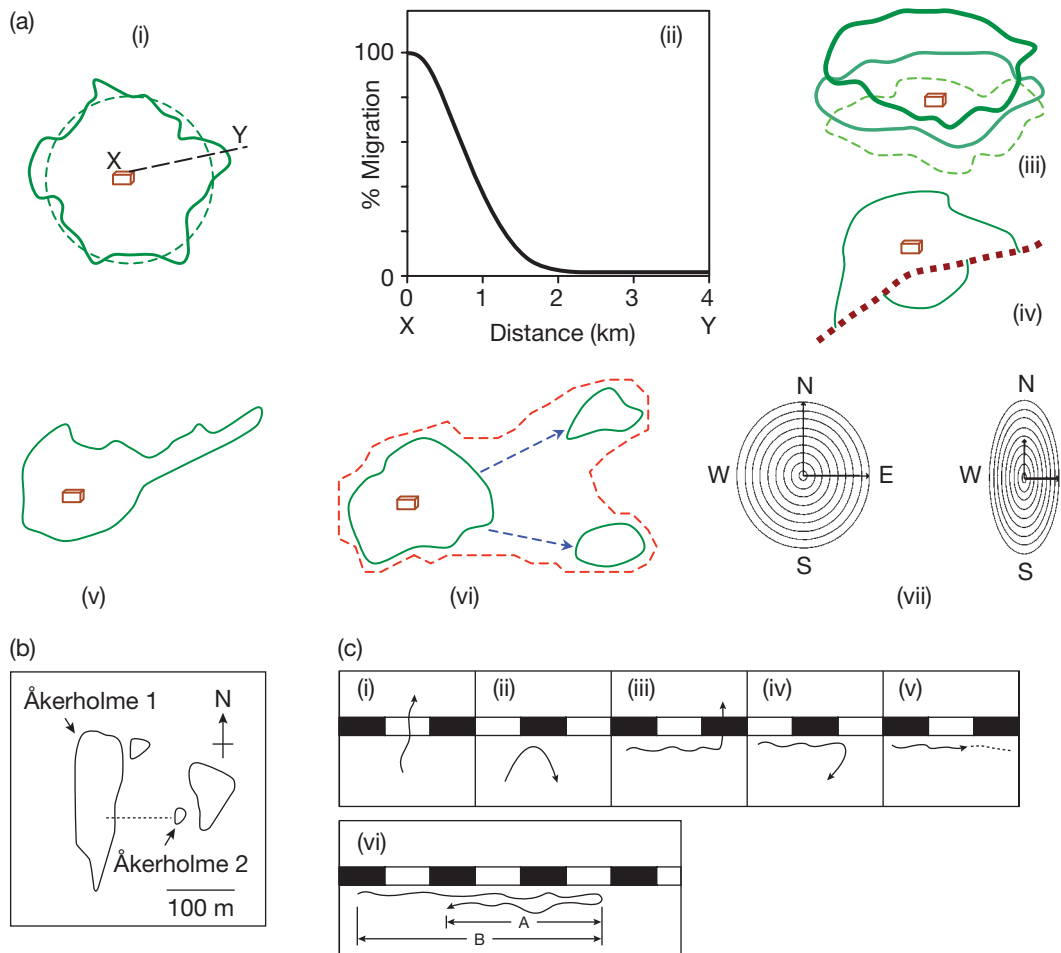 (a)
(i)
X
Y
(ii)
% Migration
100
0
0 1 2 3 4
X Y
Distance (km)
(iii)
(iv)
(v)
(vi)
N
W E
S
N
W
S
(vii)
(b)
Åkerholme 1
N
Åkerholme 2
100 m
(c)
(i) (ii) (iii) (iv) (v)
(vi)
A
B